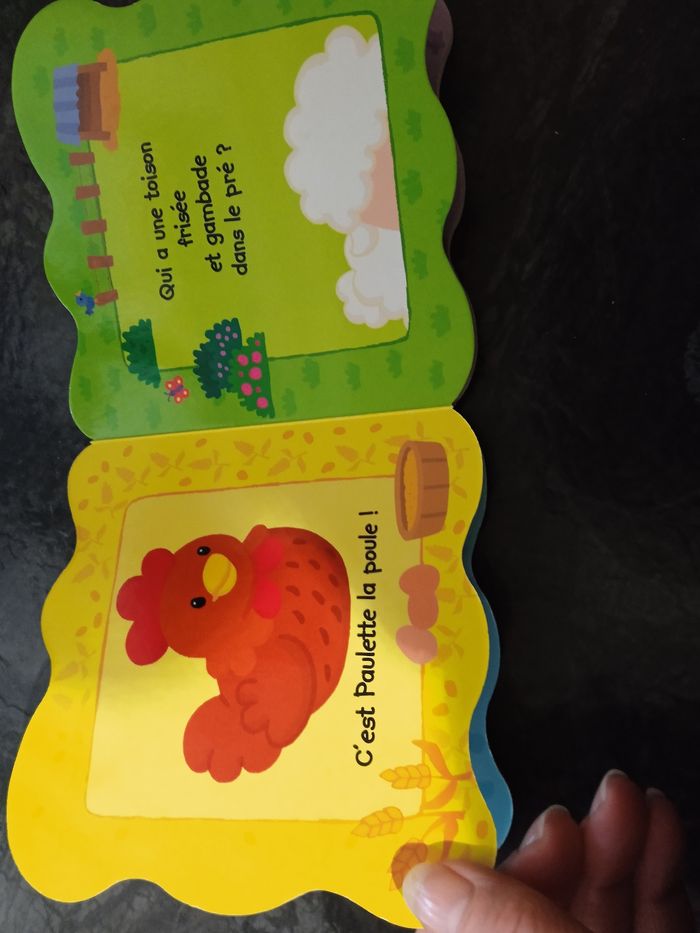 C'est Paulette la poule !
Qui a une toison
frisée
et gambade
dans le pré ?